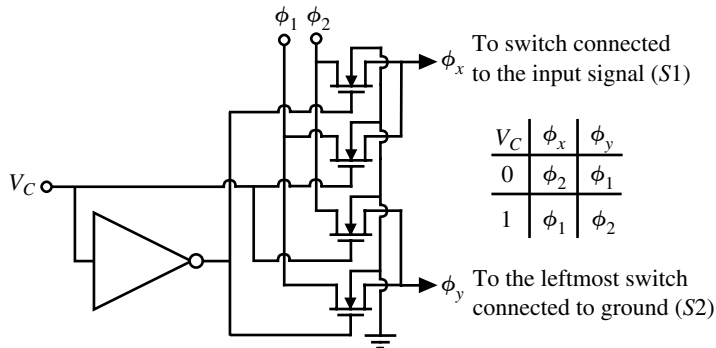 ϕ1 ϕ2
ϕx To switch connected
to the input signal (S1)
VC ϕx ϕy
0 ϕ2 ϕ1
1 ϕ1 ϕ2
VC
ϕy To the leftmost switch
connected to ground (S2)